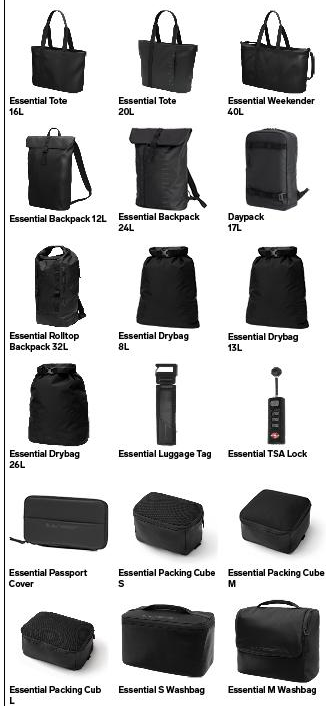 Essential Tote
16L
Essential Tote
20L
Essential Weekender
40L
Essential Backpack 12L
Essential Backpack
24L
Daypack
17L
Essential Rolltop
Backpack 32L
Essential Drybag
8L
Essential Drybag
13L
Essential Drybag
26L
Essential Luggage Tag
Essential TSA Lock
Essential Passport
Cover
Essential Packing Cube
S
Essential Packing Cube
M
Essential Packing Cub
L
Essential S Washbag
Essential M Washbag